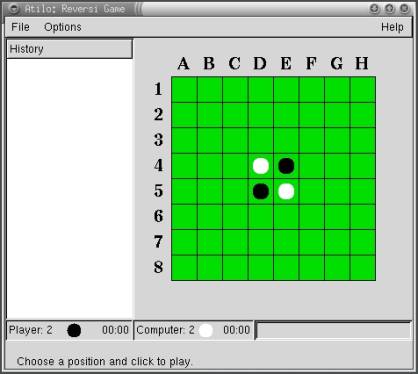 Atilo: Reversi Game
File Options Help
History
A B C D E F G H
1
2
3
4
5
6
7
8
Player: 2 00:00 Computer: 2 00:00
Choose a position and click to play.